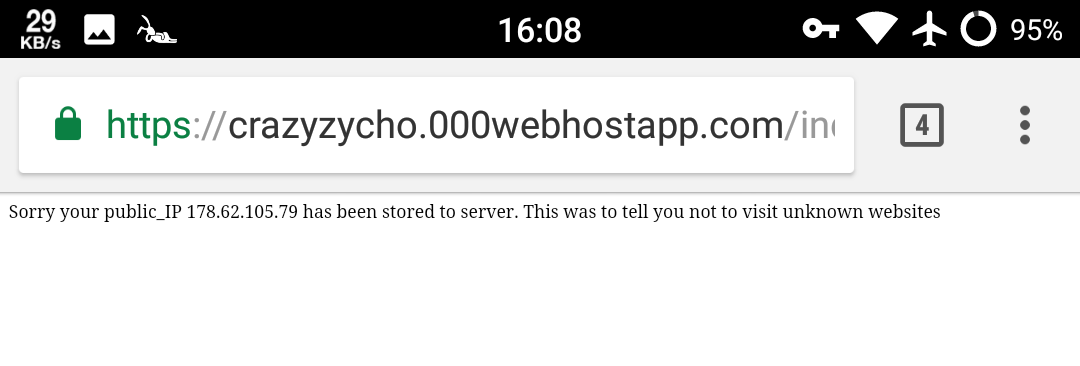 29
KB/s
16:08
95%
https://crazyzycho.000webhostapp.com/in
4
Sorry your public_IP 178.62.105.79 has been stored to server. This was to tell you not to visit unknown websites